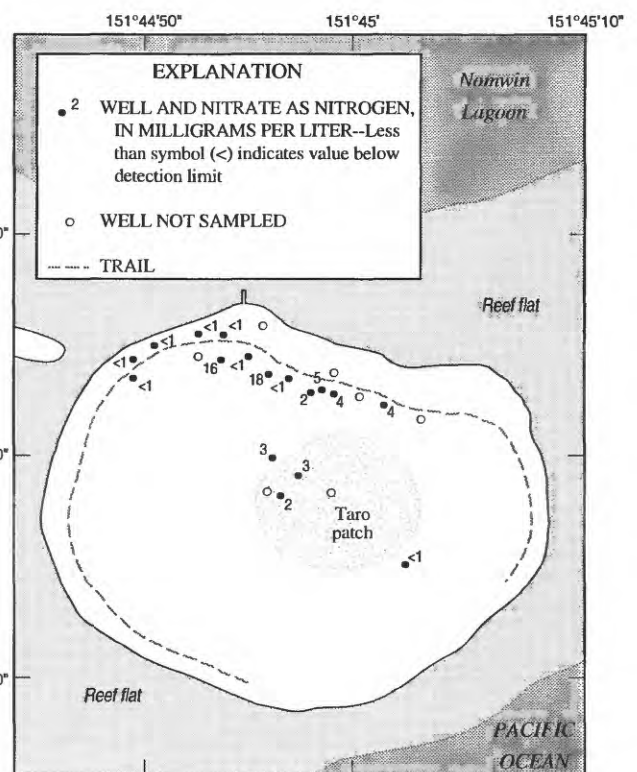 151°44'50"
151°45'
151°45'10"
EXPLANATION
2 WELL AND NITRATE AS NITROGEN,
IN MILLIGRAMS PER LITER--Less
than symbol (<) indicates value below
detection limit
WELL NOT SAMPLED
TRAIL
Nomwin
Lagoon
0"
Reef flat
<1 <1
<1
<1
16 <1
<1
18
<1
5
2 4
4
0"
3
3
2
Taro
patch
<1
0"
Reef flat
PACIFIC
OCEAN